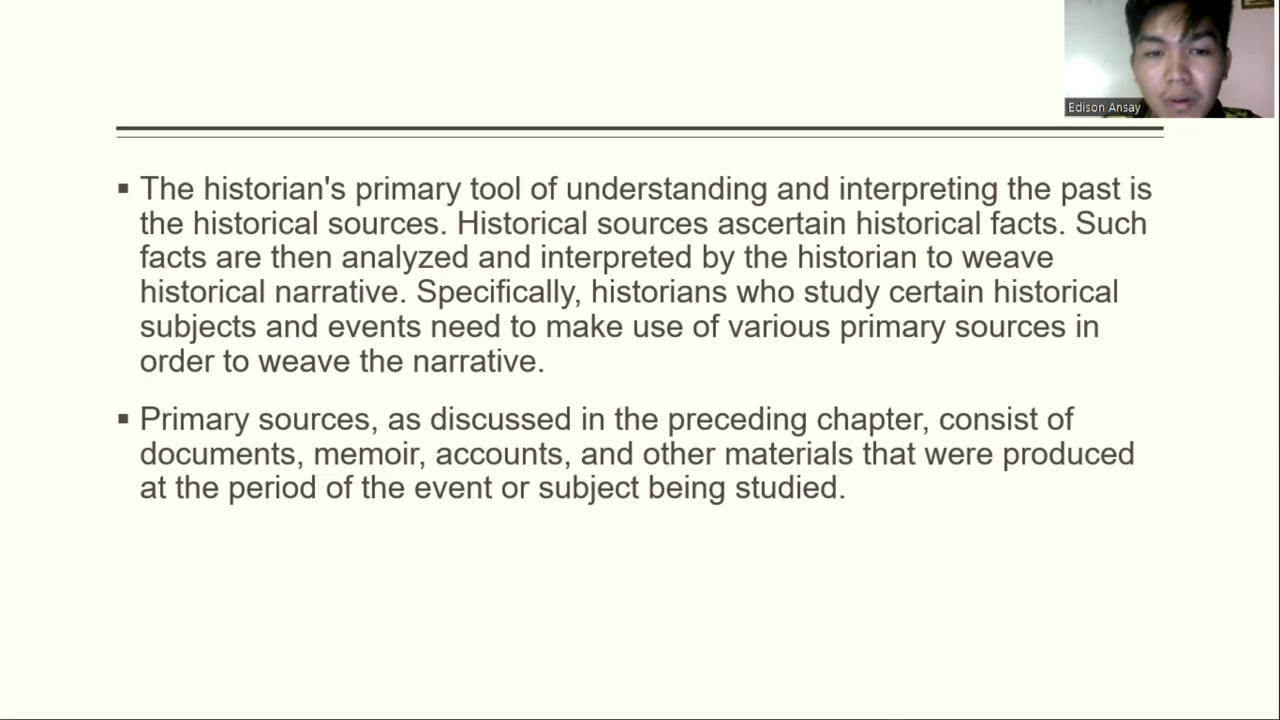 Edison Ansay
▪ The historian's primary tool of understanding and interpreting the past is
the historical sources. Historical sources ascertain historical facts. Such
facts are then analyzed and interpreted by the historian to weave
historical narrative. Specifically, historians who study certain historical
subjects and events need to make use of various primary sources in
order to weave the narrative.
▪ Primary sources, as discussed in the preceding chapter, consist of
documents, memoir, accounts, and other materials that were produced
at the period of the event or subject being studied.